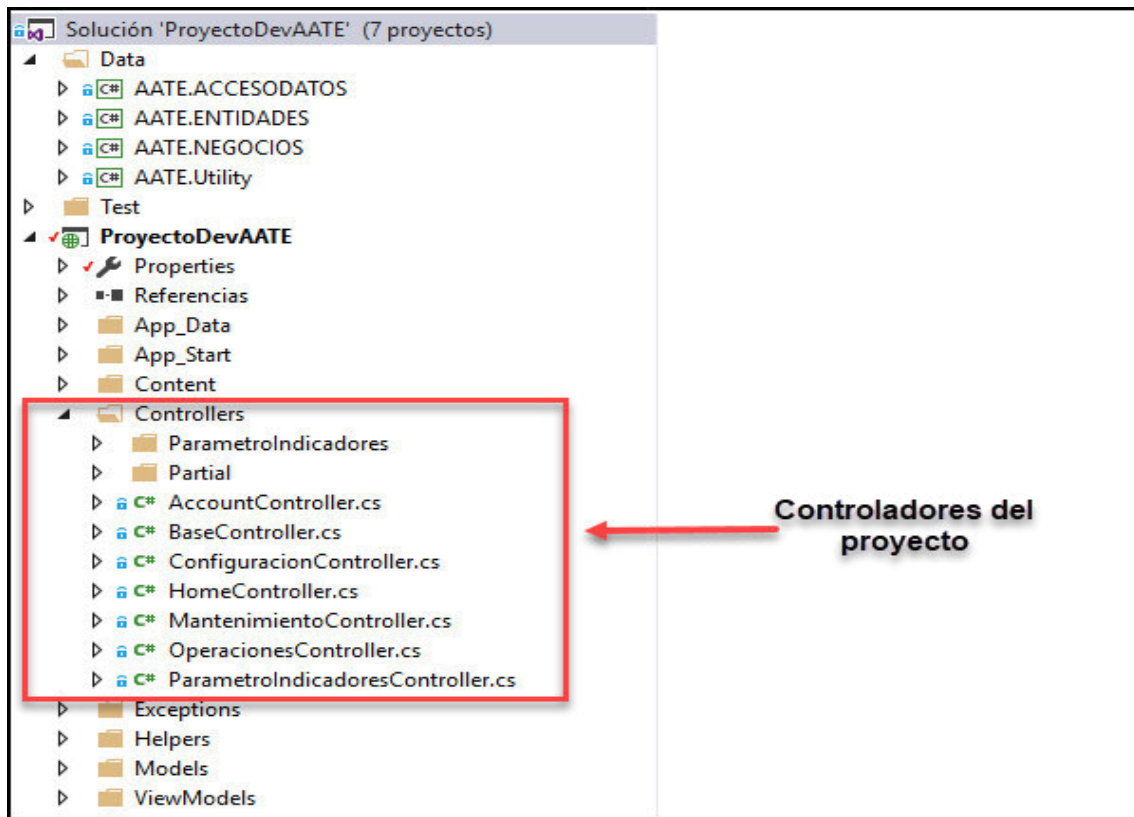 Solución 'ProyectoDevAATE' (7 proyectos)
Data
C# AATE.ACCESODATOS
C# AATE.ENTIDADES
C# AATE.NEGOCIOS
C# AATE.Utility
Test
ProyectoDevAATE
Properties
Referencias
App_Data
App_Start
Content
Controllers
ParametroIndicadores
Partial
C# AccountController.cs
C# BaseController.cs
C# ConfiguracionController.cs
C# HomeController.cs
C# MantenimientoController.cs
C# OperacionesController.cs
C# ParametroIndicadoresController.cs
Exceptions
Helpers
Models
ViewModels
Controladores del
proyecto